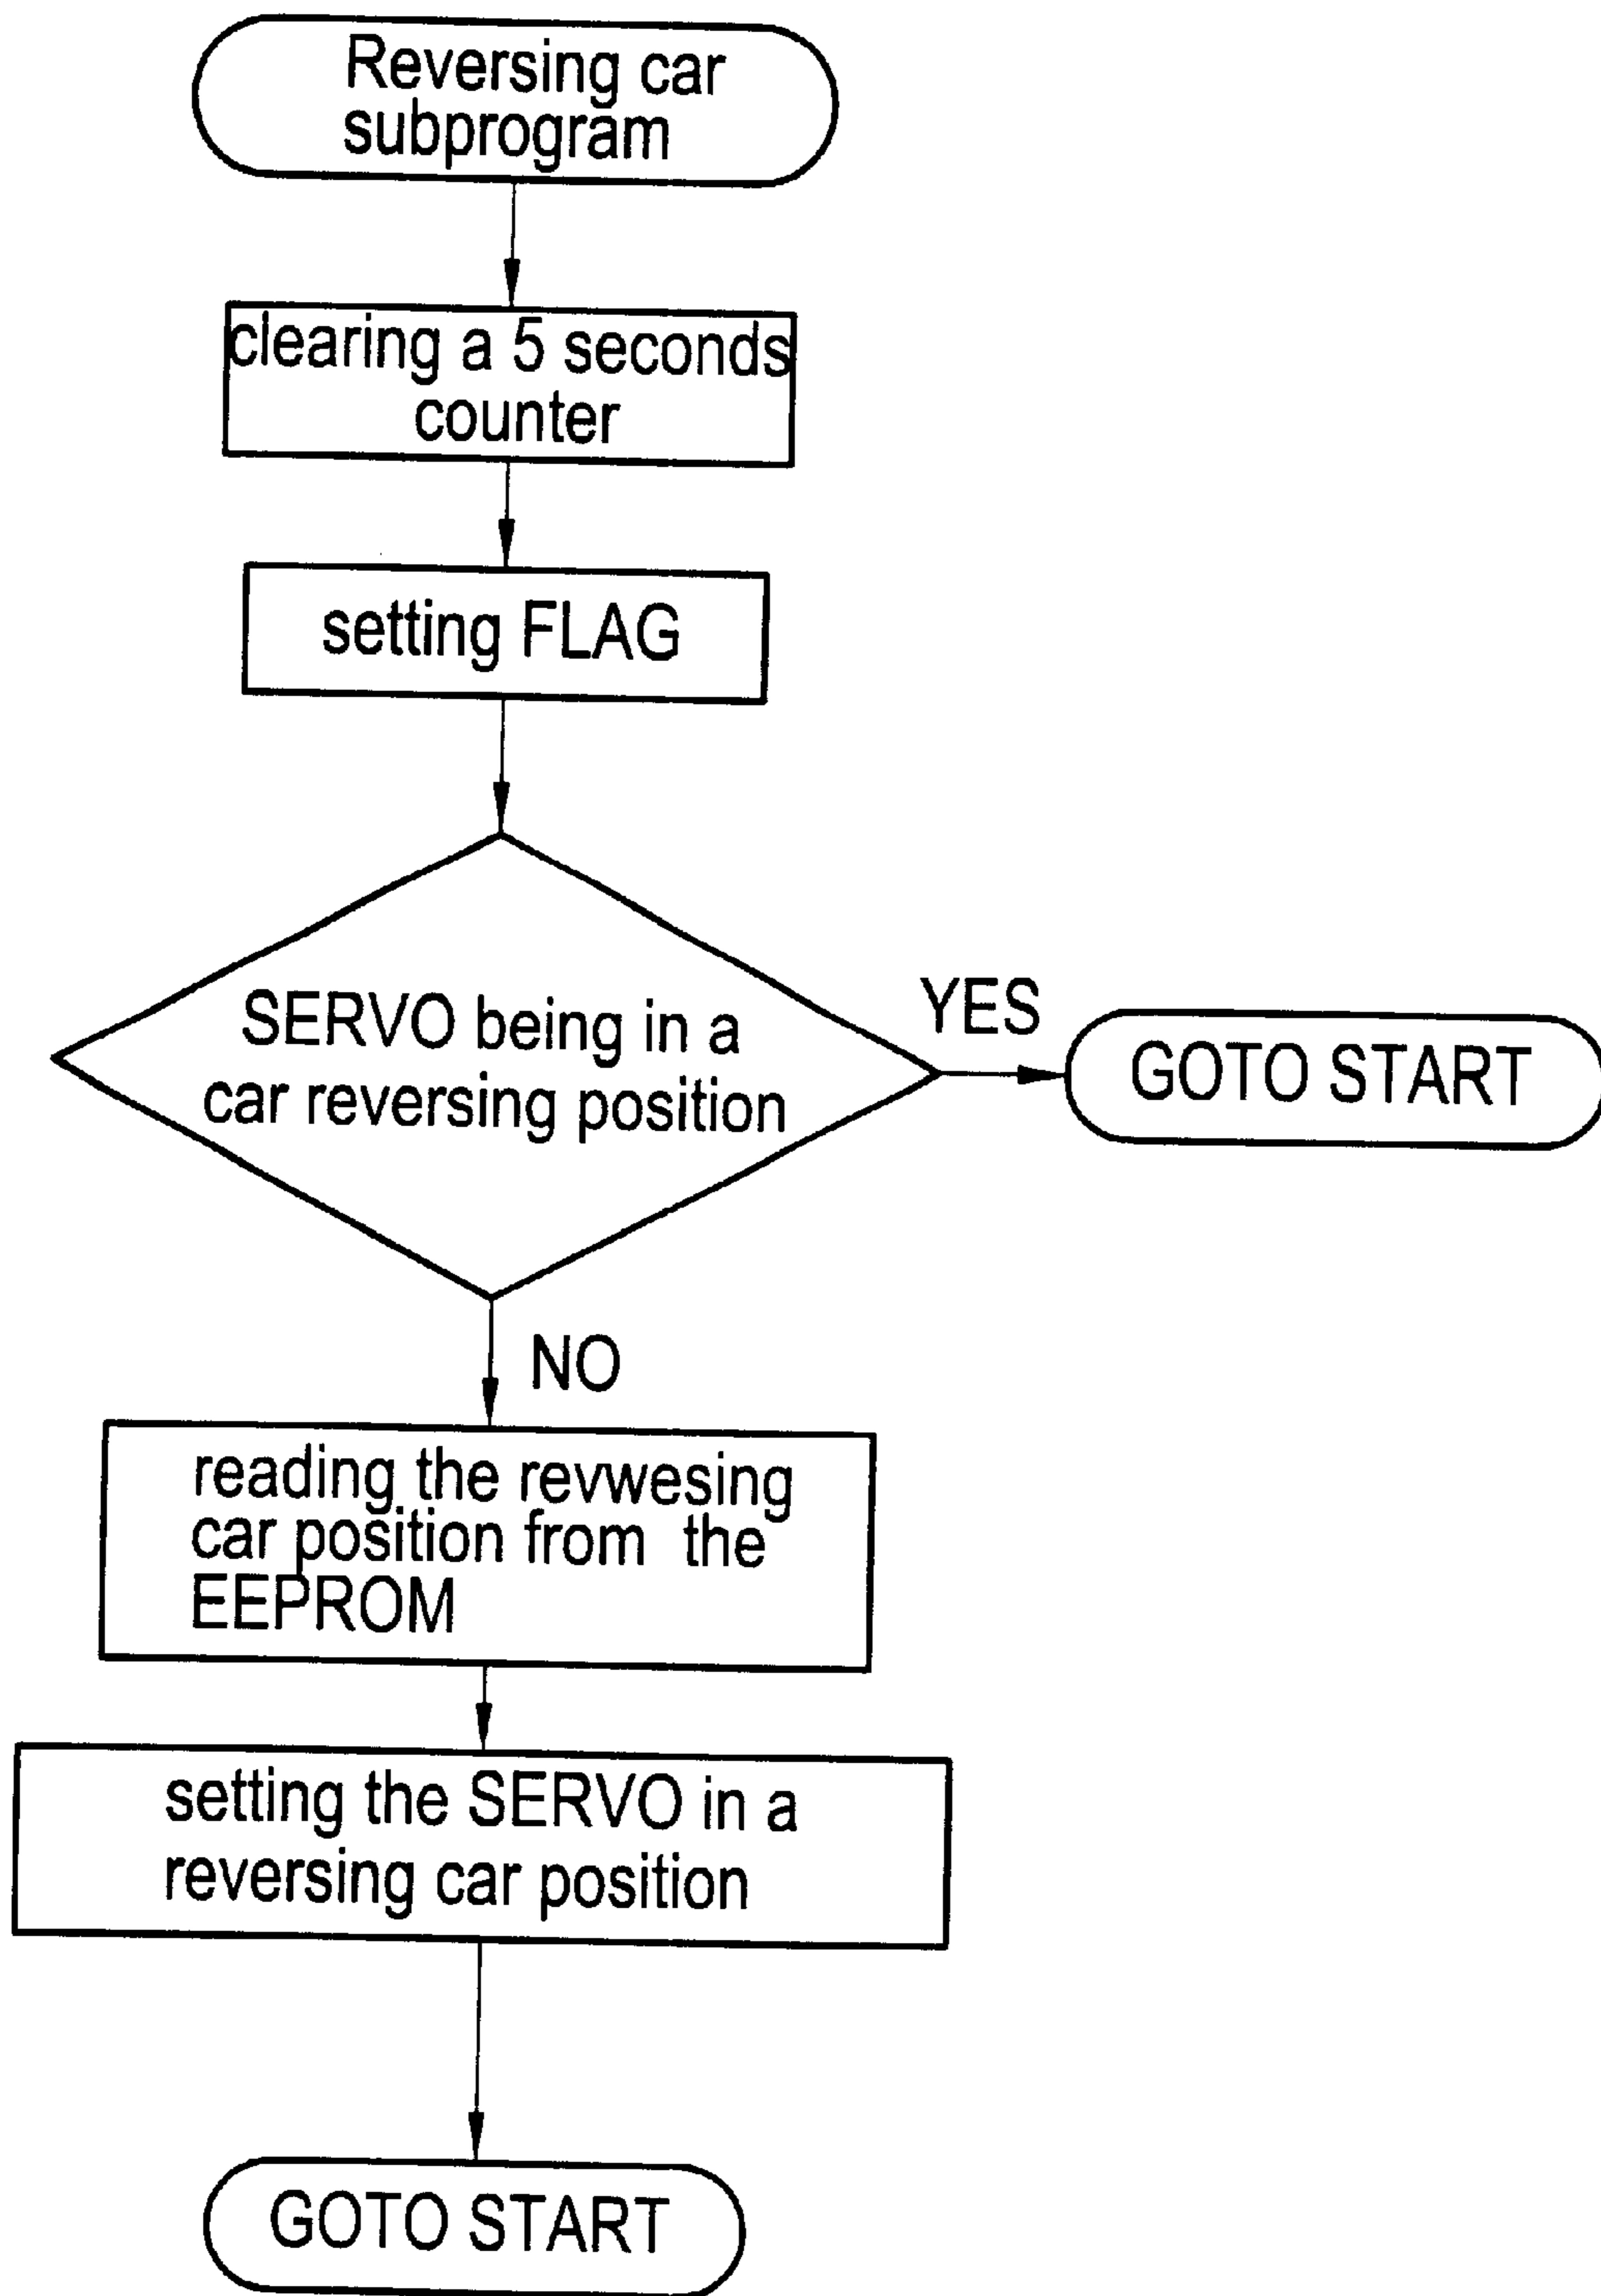 Reversing car
subprogram
clearing a 5 seconds
counter
setting FLAG
SERVO being in a
car reversing position
YES
GOTO START
NO
reading the revwesing
car position from the
EEPROM
setting the SERVO in a
reversing car position
GOTO START